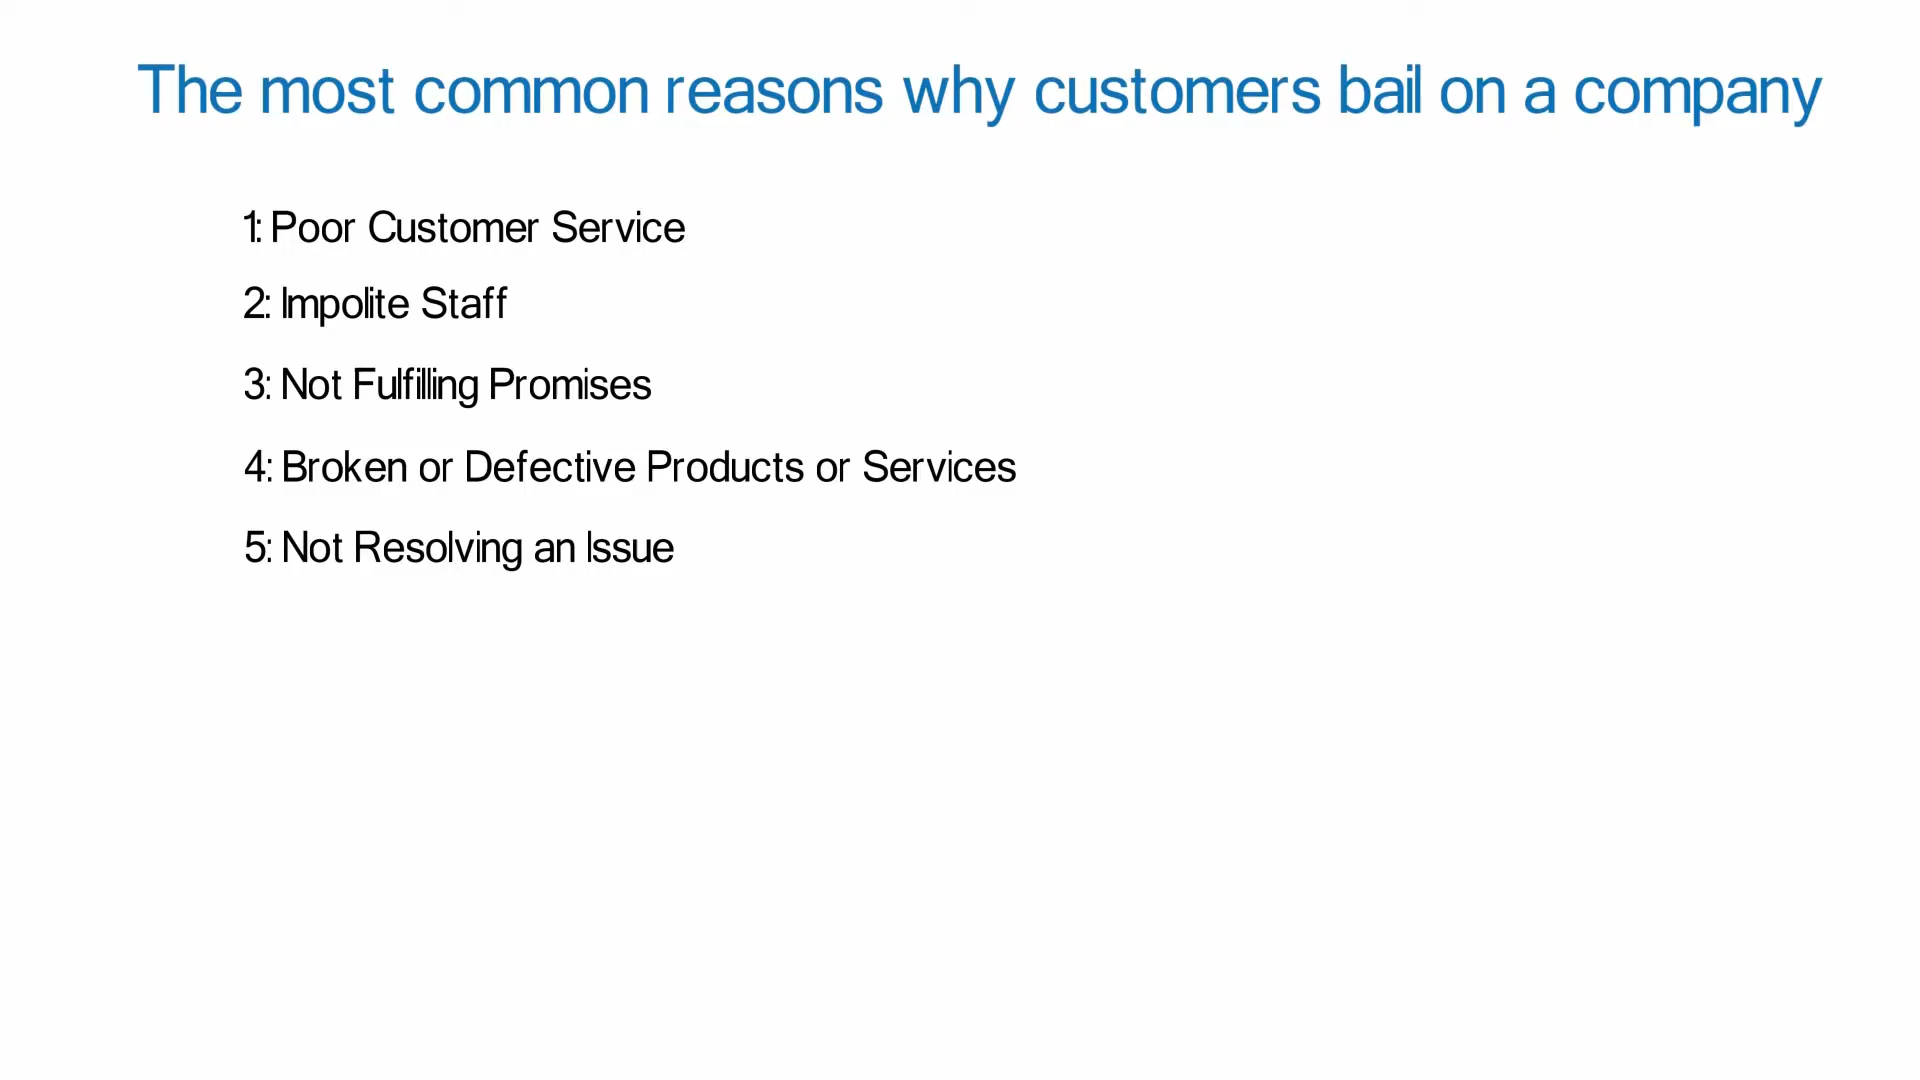 The most common reasons why customers bail on a company
1: Poor Customer Service
2: Impolite Staff
3: Not Fulfilling Promises
4: Broken or Defective Products or Services
5: Not Resolving an Issue